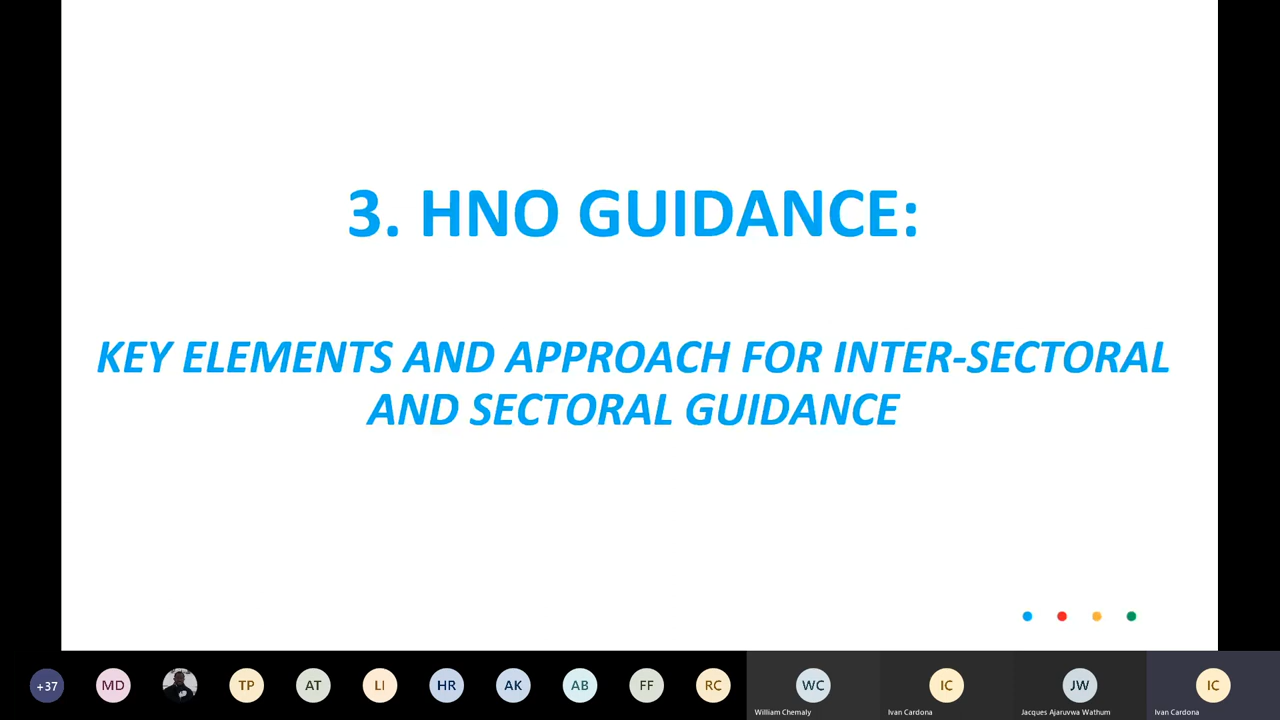 3. HNO GUIDANCE:
KEY ELEMENTS AND APPROACH FOR INTER-SECTORAL
AND SECTORAL GUIDANCE
+37 MD TP AT LI HR AK AB FF RC WC IC JW IC
William Chemaly Ivan Cardona Jacques Ajaruvwa Wathum Ivan Cardona